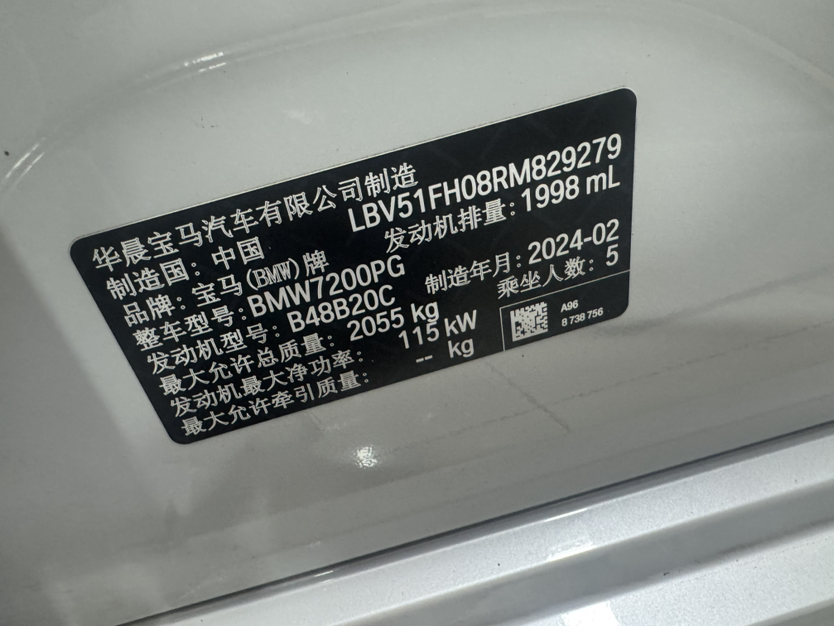 华晨宝马汽车有限公司制造
制造国：中国 LBV51FH08RM829279
品牌：宝马(BMW)牌 发动机排量：1998 mL
整车型号：BMW7200PG
发动机型号：B48B20C 制造年月：2024-02
最大允许总质量：2055 kg 乘坐人数：5
发动机最大净功率：115 kW
最大允许牵引质量：-- kg
A96
8 738 756